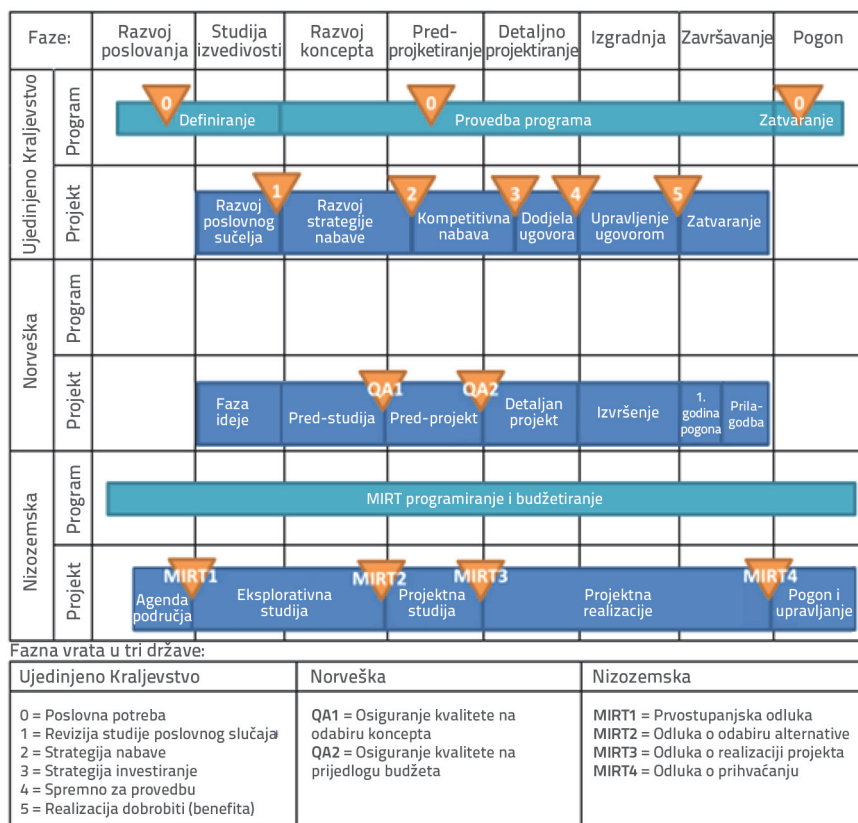 Faze:
Razvoj
poslovanja
Studija
izvedivosti
Razvoj
koncepta
Pred-
projketiranje
Detaljno
projektiranje
Izgradnja
Završavanje
Pogon
Ujedinjeno Kraljevstvo
Program
0
Definiranje
0
Provedba programa
0
Zatvaranje
Projekt
Razvoj
poslovnog
sučelja
1
Razvoj
strategije
nabave
2
Kompetitivna
nabava
3
Dodjela
ugovora
4
Upravljenje
ugovorom
5
Zatvaranje
Norveška
Program
Projekt
Faza
ideje
Pred-studija
QA1
Pred-projekt
QA2
Detaljan
projekt
Izvršenje
1.
godina
pogona
Prila-
godba
Nizozemska
Program
MIRT programiranje i budžetiranje
Projekt
Agenda
područja
MIRT1
Eksplorativna
studija
MIRT2
Projektna
studija
MIRT3
Projektna
realizacije
MIRT4
Pogon i
upravljanje
Fazna vrata u tri države:
Ujedinjeno Kraljevstvo
0 = Poslovna potreba
1 = Revizija studije poslovnog slučaja
2 = Strategija nabave
3 = Strategija investiranje
4 = Spremno za provedbu
5 = Realizacija dobrobiti (benefita)
Norveška
QA1 = Osiguranje kvalitete na
odabiru koncepta
QA2 = Osiguranje kvalitete na
prijedlogu budžeta
Nizozemska
MIRT1 = Prvostupanjska odluka
MIRT2 = Odluka o odabiru alternative
MIRT3 = Odluka o realizaciji projekta
MIRT4 = Odluka o prihvaćanju